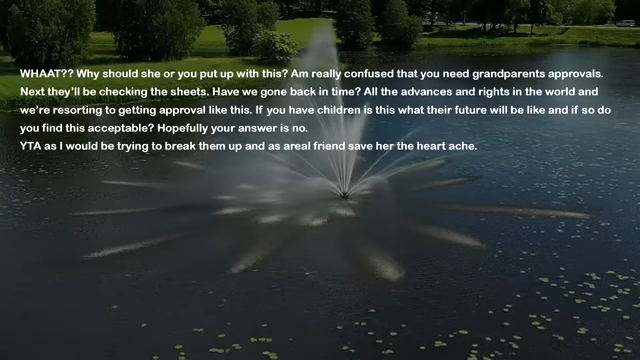 WHAAT?? Why should she or you put up with this? Am really confused that you need grandparents approvals.
Next they'll be checking the sheets. Have we gone back in time? All the advances and rights in the world and
we're resorting to getting approval like this. If you have children is this what their future will be like and if so do
you find this acceptable? Hopefully your answer is no.
YTA as I would be trying to break them up and as areal friend save her the heart ache.